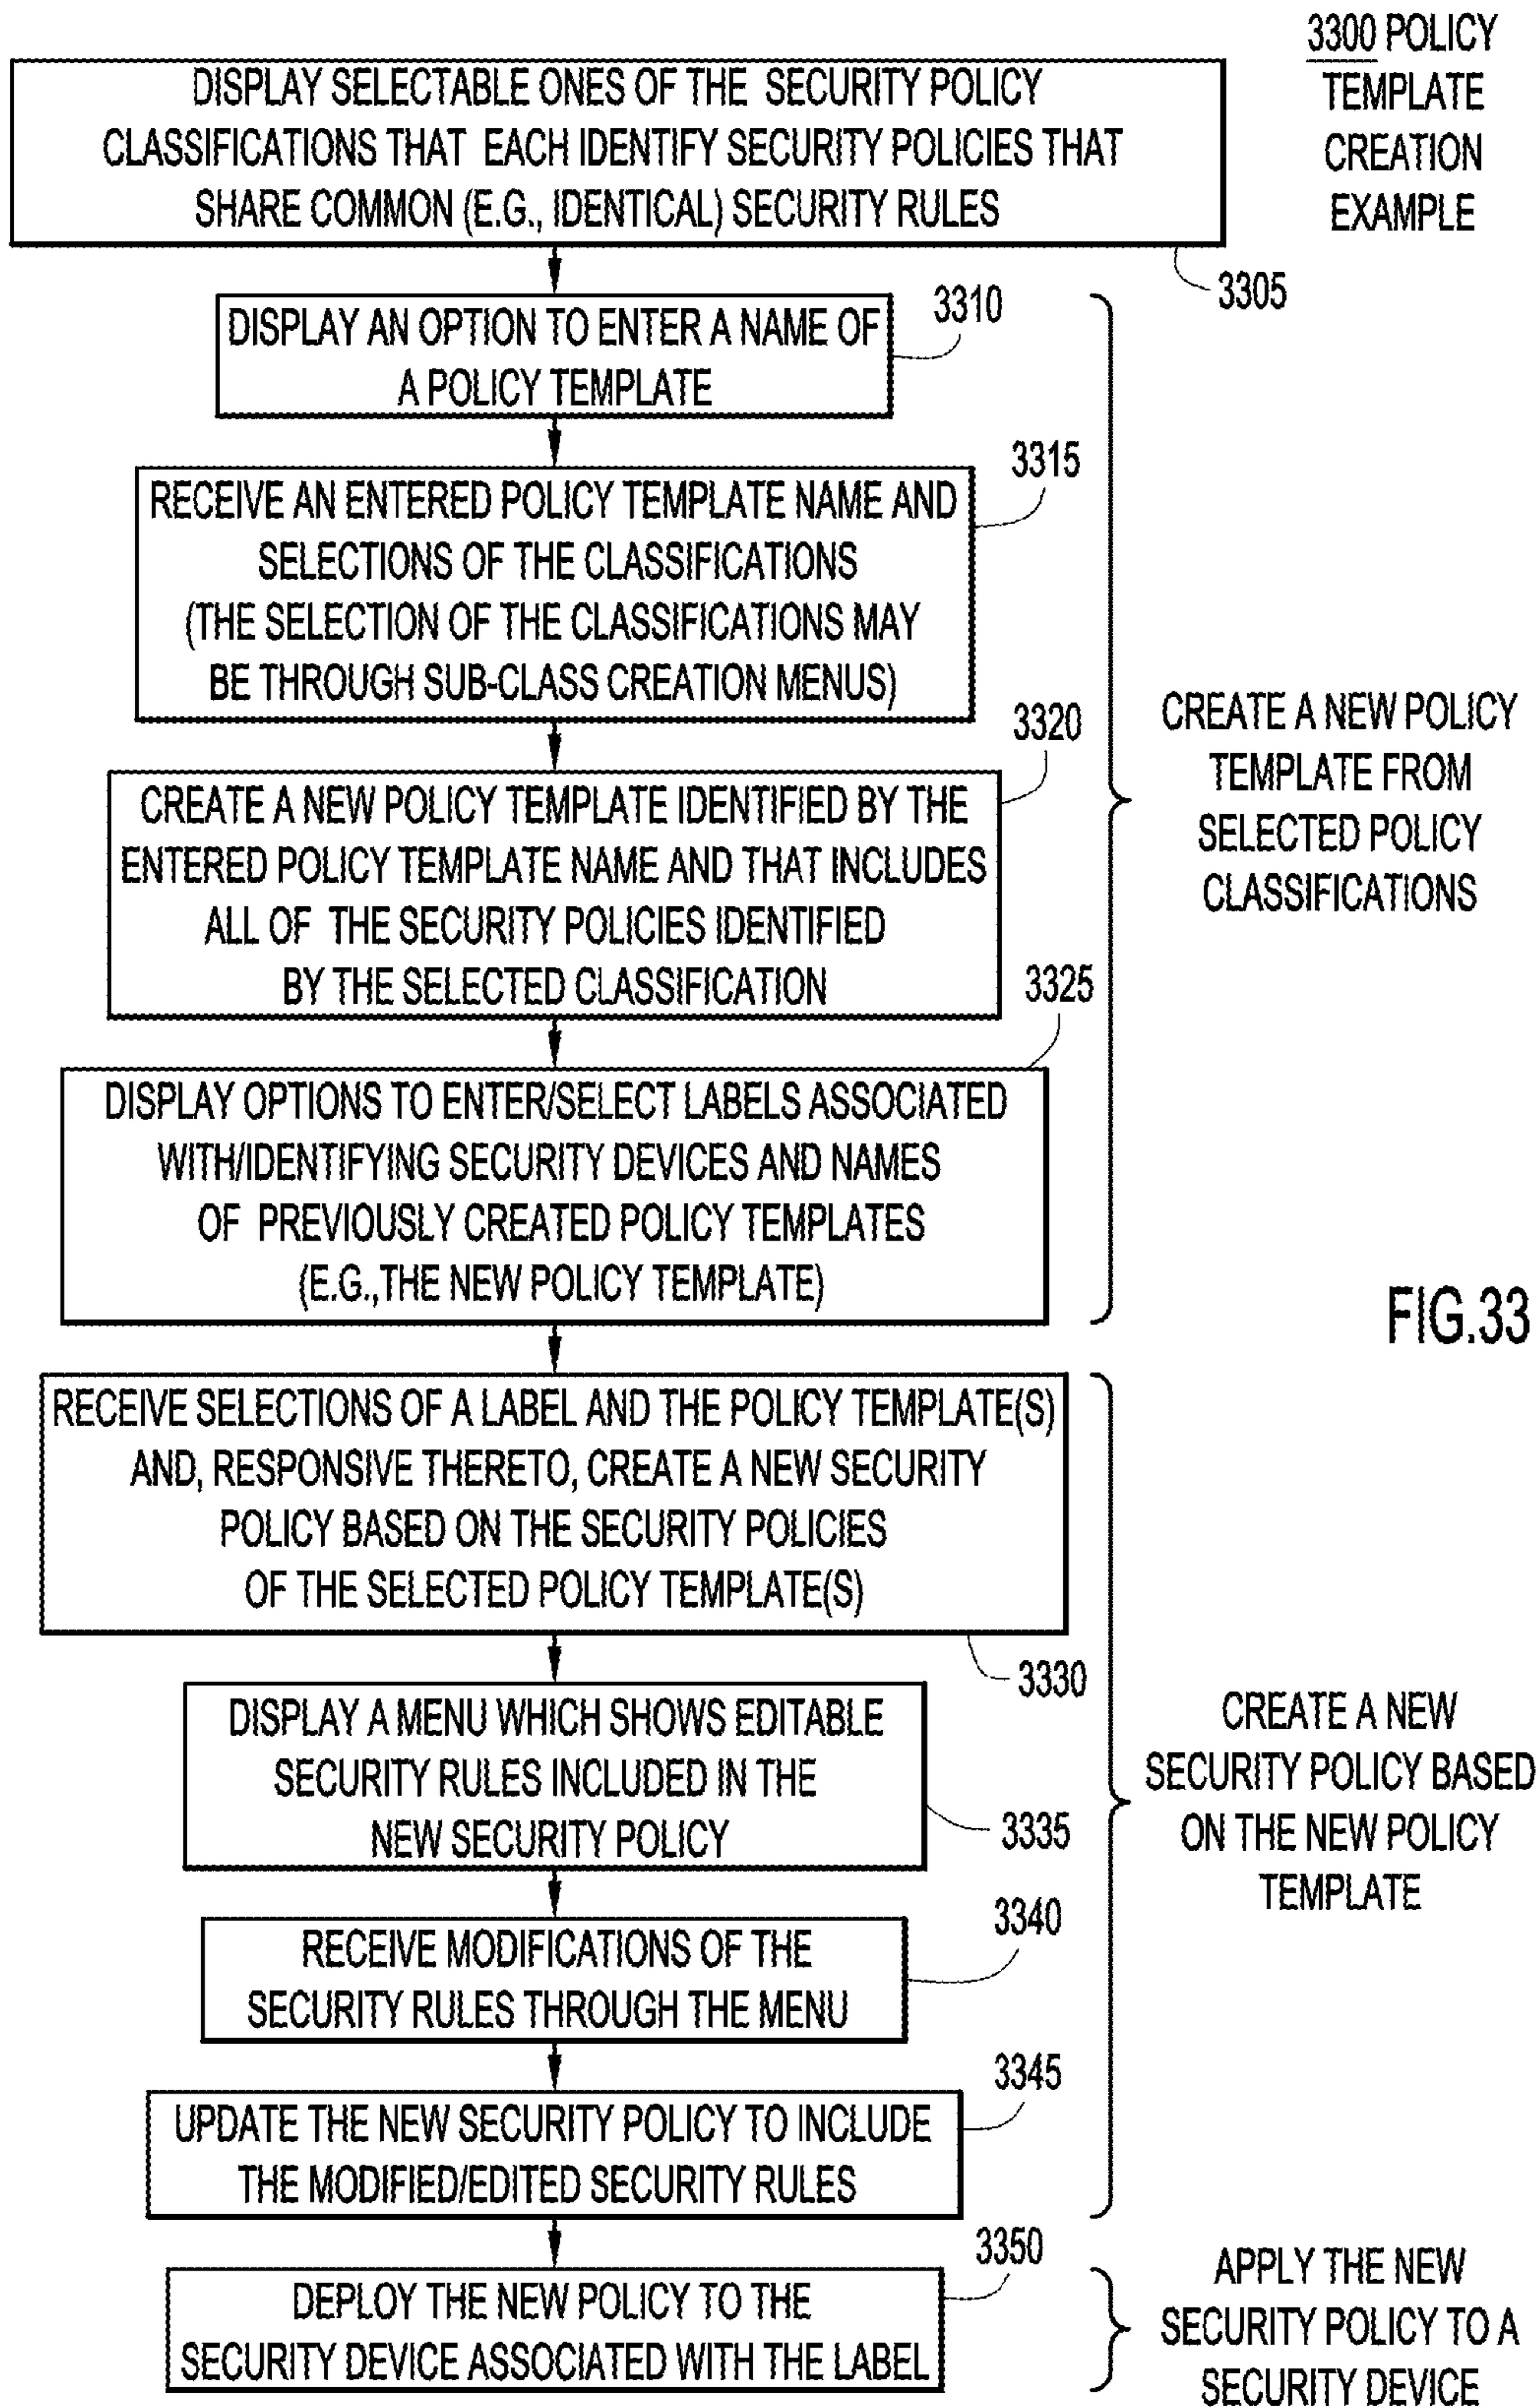 3300 POLICY
TEMPLATE
CREATION
EXAMPLE
DISPLAY SELECTABLE ONES OF THE SECURITY POLICY
CLASSIFICATIONS THAT EACH IDENTIFY SECURITY POLICIES THAT
SHARE COMMON (E.G., IDENTICAL) SECURITY RULES
3305
DISPLAY AN OPTION TO ENTER A NAME OF
A POLICY TEMPLATE
3310
RECEIVE AN ENTERED POLICY TEMPLATE NAME AND
SELECTIONS OF THE CLASSIFICATIONS
(THE SELECTION OF THE CLASSIFICATIONS MAY
BE THROUGH SUB-CLASS CREATION MENUS)
3315
CREATE A NEW POLICY TEMPLATE IDENTIFIED BY THE
ENTERED POLICY TEMPLATE NAME AND THAT INCLUDES
ALL OF THE SECURITY POLICIES IDENTIFIED
BY THE SELECTED CLASSIFICATION
3320
DISPLAY OPTIONS TO ENTER/SELECT LABELS ASSOCIATED
WITH/IDENTIFYING SECURITY DEVICES AND NAMES
OF PREVIOUSLY CREATED POLICY TEMPLATES
(E.G.,THE NEW POLICY TEMPLATE)
3325
CREATE A NEW POLICY
TEMPLATE FROM
SELECTED POLICY
CLASSIFICATIONS
FIG.33
RECEIVE SELECTIONS OF A LABEL AND THE POLICY TEMPLATE(S)
AND, RESPONSIVE THERETO, CREATE A NEW SECURITY
POLICY BASED ON THE SECURITY POLICIES
OF THE SELECTED POLICY TEMPLATE(S)
3330
DISPLAY A MENU WHICH SHOWS EDITABLE
SECURITY RULES INCLUDED IN THE
NEW SECURITY POLICY
3335
RECEIVE MODIFICATIONS OF THE
SECURITY RULES THROUGH THE MENU
3340
UPDATE THE NEW SECURITY POLICY TO INCLUDE
THE MODIFIED/EDITED SECURITY RULES
3345
CREATE A NEW
SECURITY POLICY BASED
ON THE NEW POLICY
TEMPLATE
DEPLOY THE NEW POLICY TO THE
SECURITY DEVICE ASSOCIATED WITH THE LABEL
3350
APPLY THE NEW
SECURITY POLICY TO A
SECURITY DEVICE